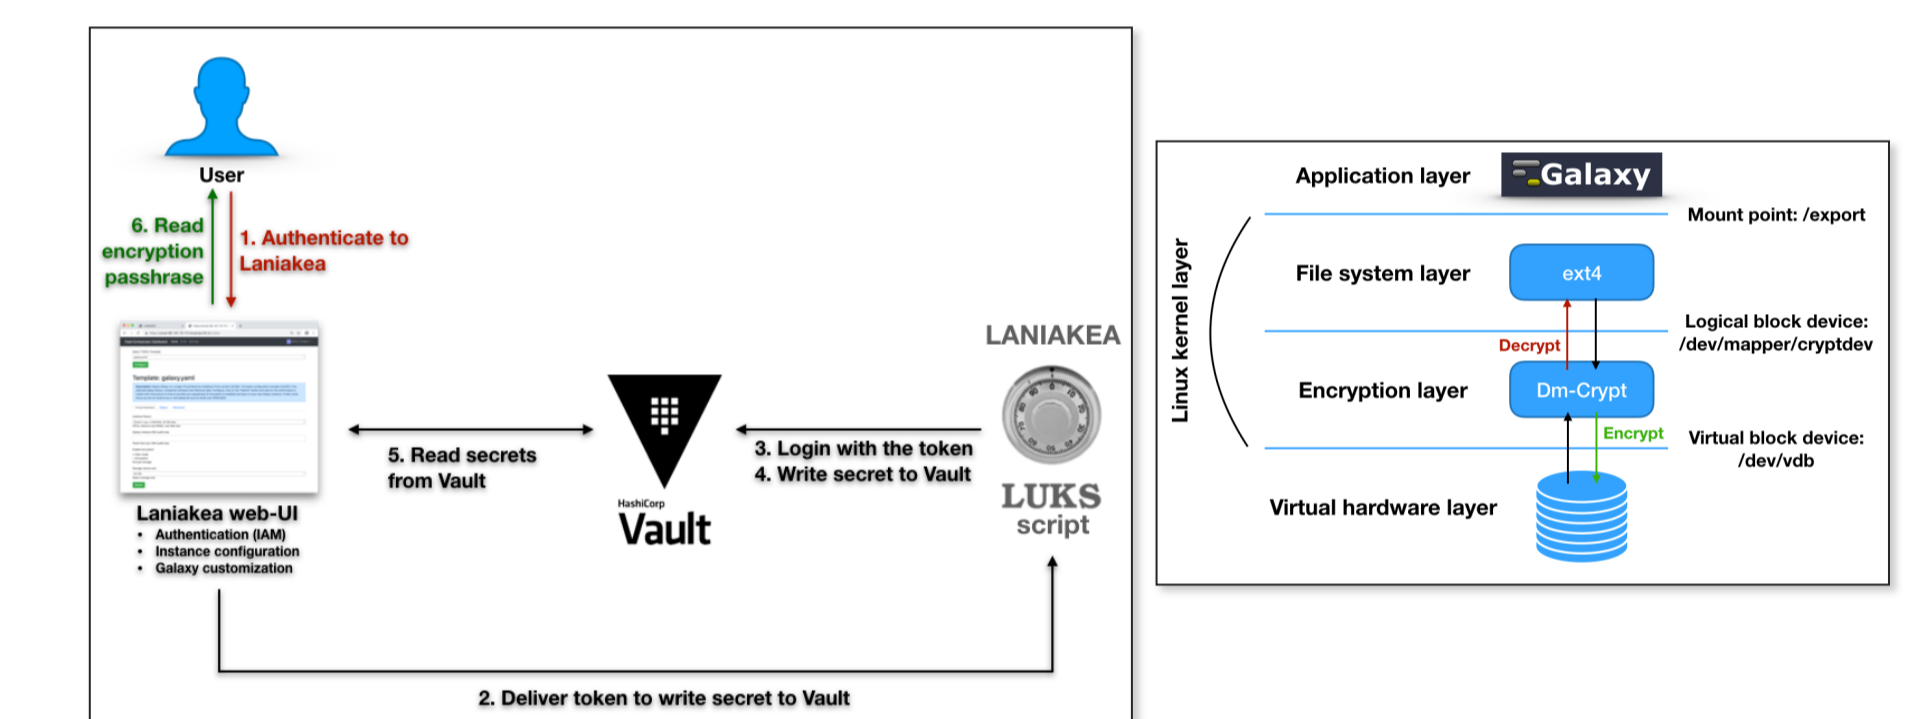 User
6. Read
encryption
passhrase
1. Authenticate to
Laniakea
Template: galaxy.yaml
Laniakea web-UI
• Authentication (IAM)
• Instance configuration
• Galaxy customization
5. Read secrets
from Vault
HashiCorp
Vault
3. Login with the token
4. Write secret to Vault
LANIAKEA
LUKS
script
2. Deliver token to write secret to Vault
Linux kernel layer
Application layer
Galaxy
Mount point: /export
File system layer
ext4
Logical block device:
/dev/mapper/cryptdev
Decrypt
Encryption layer
Dm-Crypt
Encrypt
Virtual block device:
/dev/vdb
Virtual hardware layer